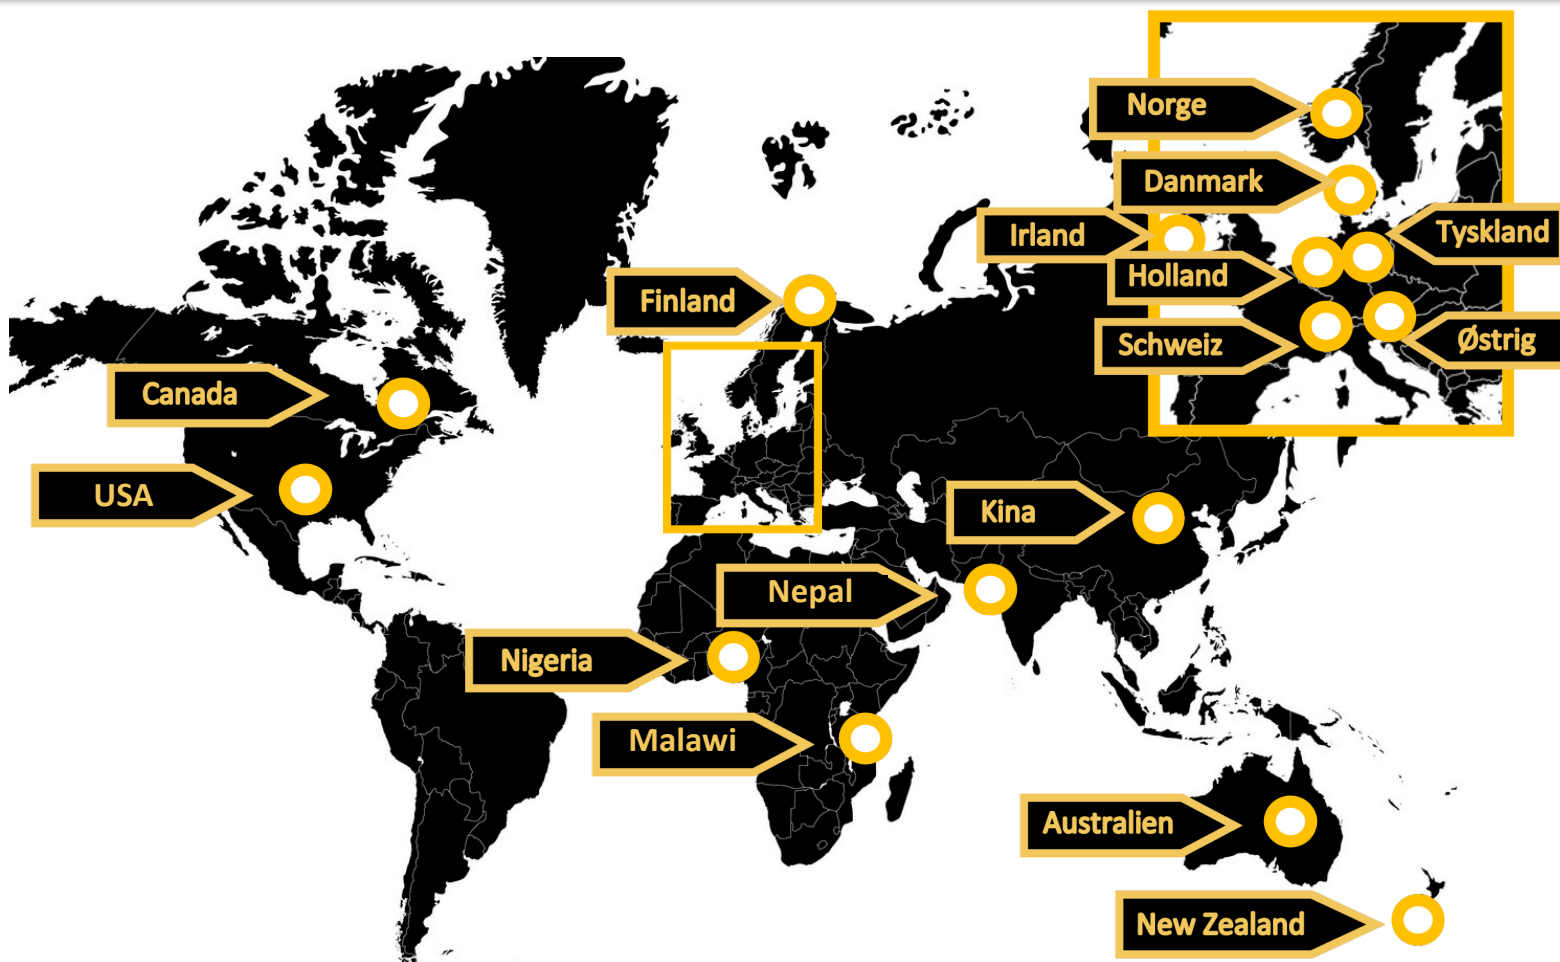 Norge
Danmark
Irland
Tyskland
Holland
Finland
Schweiz
Østrig
Canada
USA
Kina
Nepal
Nigeria
Malawi
Australien
New Zealand